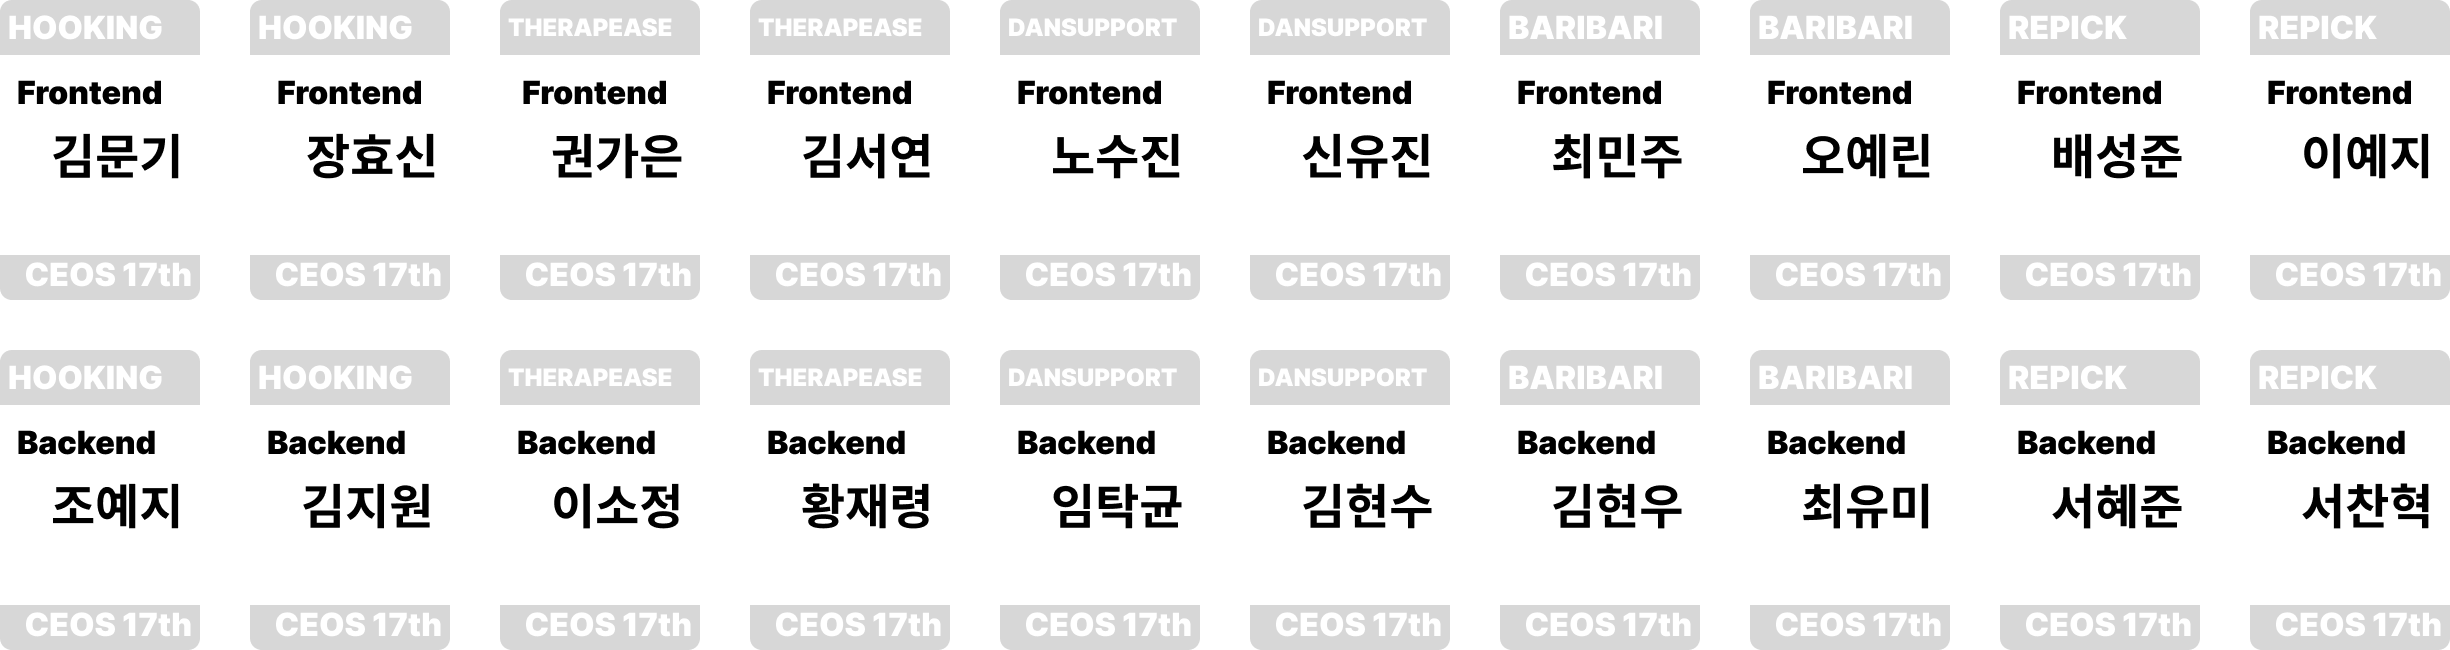 HOOKING HOOKING THERAPEASE THERAPEASE DANSUPPORT DANSUPPORT BARIBARI BARIBARI REPICK REPICK
Frontend Frontend Frontend Frontend Frontend Frontend Frontend Frontend Frontend Frontend
김문기 장효신 권가은 김서연 노수진 신유진 최민주 오예린 배성준 이예지
CEOS 17th CEOS 17th CEOS 17th CEOS 17th CEOS 17th CEOS 17th CEOS 17th CEOS 17th CEOS 17th CEOS 17th
HOOKING HOOKING THERAPEASE THERAPEASE DANSUPPORT DANSUPPORT BARIBARI BARIBARI REPICK REPICK
Backend Backend Backend Backend Backend Backend Backend Backend Backend Backend
조예지 김지원 이소정 황재령 임탁균 김현수 김현우 최유미 서혜준 서찬혁
CEOS 17th CEOS 17th CEOS 17th CEOS 17th CEOS 17th CEOS 17th CEOS 17th CEOS 17th CEOS 17th CEOS 17th